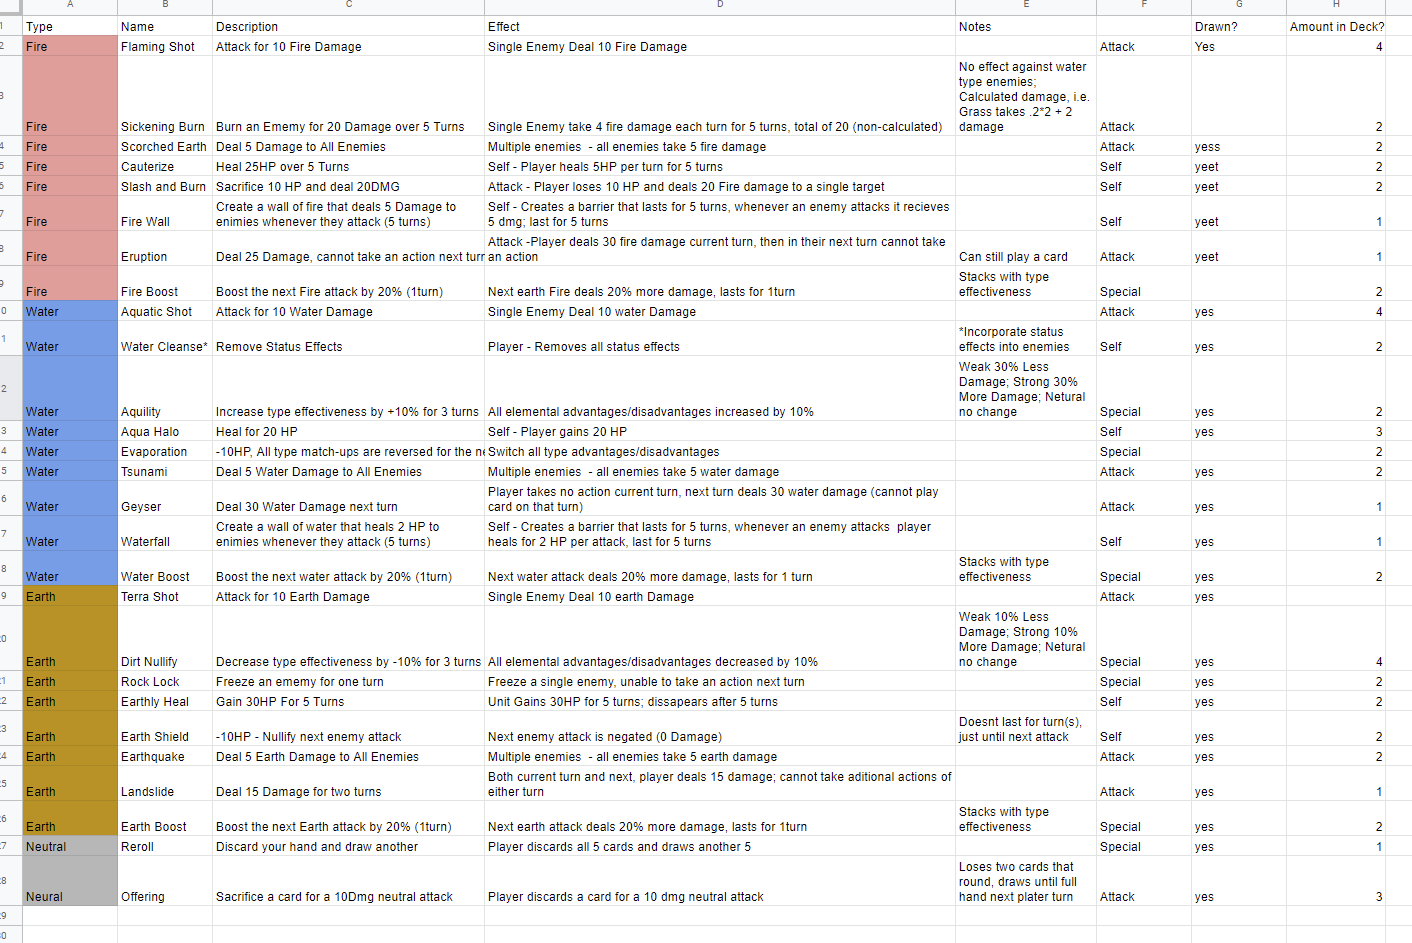 A B C D E F G H
1 Type Name Description Effect Notes Drawn? Amount in Deck?
2 Fire Flaming Shot Attack for 10 Fire Damage Single Enemy Deal 10 Fire Damage Attack Yes 4
No effect against water
type enemies;
3 Calculated damage, i.e.
Grass takes .2*2 + 2
Fire Sickening Burn Burn an Ememy for 20 Damage over 5 Turns Single Enemy take 4 fire damage each turn for 5 turns, total of 20 (non-calculated) damage Attack 2
4 Fire Scorched Earth Deal 5 Damage to All Enemies Multiple enemies - all enemies take 5 fire damage Attack yess 2
5 Fire Cauterize Heal 25HP over 5 Turns Self - Player heals 5HP per turn for 5 turns Self yeet 2
6 Fire Slash and Burn Sacrifice 10 HP and deal 20DMG Attack - Player loses 10 HP and deals 20 Fire damage to a single target Self yeet 2
7 Create a wall of fire that deals 5 Damage to Self - Creates a barrier that lasts for 5 turns, whenever an enemy attacks it recieves
Fire Fire Wall enimies whenever they attack (5 turns) 5 dmg; last for 5 turns Self yeet 1
8 Attack -Player deals 30 fire damage current turn, then in their next turn cannot take
Fire Eruption Deal 25 Damage, cannot take an action next turr an action Can still play a card Attack yeet 1
9 Stacks with type
Fire Fire Boost Boost the next Fire attack by 20% (1turn) Next earth Fire deals 20% more damage, lasts for 1turn effectiveness Special 2
0 Water Aquatic Shot Attack for 10 Water Damage Single Enemy Deal 10 water Damage Attack yes 4
1 *Incorporate status
Water Water Cleanse* Remove Status Effects Player - Removes all status effects effects into enemies Self yes 2
Weak 30% Less
2 Damage; Strong 30%
More Damage; Netural
Water Aquility Increase type effectiveness by +10% for 3 turns All elemental advantages/disadvantages increased by 10% no change Special yes 2
3 Water Aqua Halo Heal for 20 HP Self - Player gains 20 HP Self yes 3
4 Water Evaporation -10HP, All type match-ups are reversed for the ne Switch all type advantages/disadvantages Special 2
5 Water Tsunami Deal 5 Water Damage to All Enemies Multiple enemies - all enemies take 5 water damage Attack yes 2
6 Player takes no action current turn, next turn deals 30 water damage (cannot play
Water Geyser Deal 30 Water Damage next turn card on that turn) Attack yes 1
7 Create a wall of water that heals 2 HP to Self - Creates a barrier that lasts for 5 turns, whenever an enemy attacks player
Water Waterfall enimies whenever they attack (5 turns) heals for 2 HP per attack, last for 5 turns Self yes 1
8 Stacks with type
Water Water Boost Boost the next water attack by 20% (1turn) Next water attack deals 20% more damage, lasts for 1 turn effectiveness Special yes 2
9 Earth Terra Shot Attack for 10 Earth Damage Single Enemy Deal 10 earth Damage Attack yes
Weak 10% Less
20 Damage; Strong 10%
More Damage; Netural
Earth Dirt Nullify Decrease type effectiveness by -10% for 3 turns All elemental advantages/disadvantages decreased by 10% no change Special yes 4
21 Earth Rock Lock Freeze an ememy for one turn Freeze a single enemy, unable to take an action next turn Special yes 2
22 Earth Earthly Heal Gain 30HP For 5 Turns Unit Gains 30HP for 5 turns; dissapears after 5 turns Self yes 2
23 Doesnt last for turn(s),
Earth Earth Shield -10HP - Nullify next enemy attack Next enemy attack is negated (0 Damage) just until next attack Self yes 2
24 Earth Earthquake Deal 5 Earth Damage to All Enemies Multiple enemies - all enemies take 5 earth damage Attack yes 2
25 Both current turn and next, player deals 15 damage; cannot take aditional actions of
Earth Landslide Deal 15 Damage for two turns either turn Attack yes 1
26 Stacks with type
Earth Earth Boost Boost the next Earth attack by 20% (1turn) Next earth attack deals 20% more damage, lasts for 1turn effectiveness Special yes 2
27 Neutral Reroll Discard your hand and draw another Player discards all 5 cards and draws another 5 Special yes 1
Loses two cards that
28 round, draws until full
Neural Offering Sacrifice a card for a 10Dmg neutral attack Player discards a card for a 10 dmg neutral attack hand next plater turn Attack yes 3
29
30